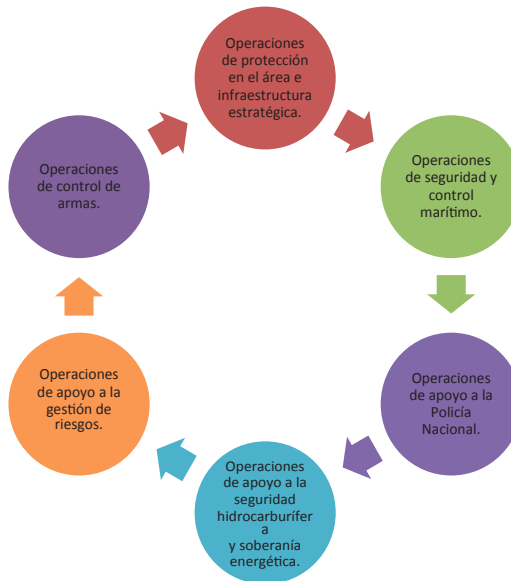 Operaciones
de protección
en el área e
infraestructura
estratégica.
Operaciones
de seguridad y
control
marítimo.
Operaciones
de apoyo a la
Policía
Nacional.
Operaciones
de apoyo a la
seguridad
hidrocarburífer
a
y soberanía
energética.
Operaciones
de apoyo a la
gestión de
riesgos.
Operaciones
de control de
armas.